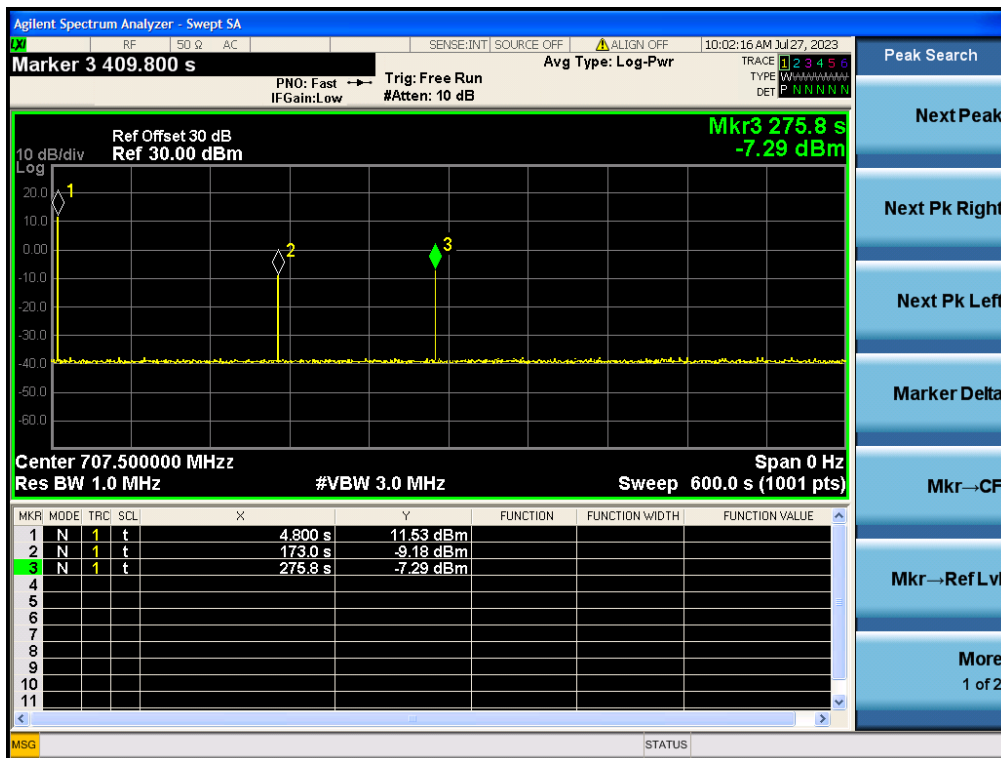 Agilent Spectrum Analyzer - Swept SA
LXI RF 50 Ω AC SENSE:INT SOURCE OFF ALIGN OFF 10:02:16 AM Jul 27, 2023
Marker 3 409.800 s
PNO: Fast
IFGain:Low
Trig: Free Run
#Atten: 10 dB
Avg Type: Log-Pwr
TRACE 1 2 3 4 5 6
TYPE W
DET P N N N N N
Ref Offset 30 dB
10 dB/div Ref 30.00 dBm
Log
Mkr3 275.8 s
-7.29 dBm
20.0
10.0
0.00
-10.0
-20.0
-30.0
-40.0
-50.0
-60.0
1
2
3
Center 707.500000 MHzz
Span 0 Hz
Res BW 1.0 MHz #VBW 3.0 MHz Sweep 600.0 s (1001 pts)
MKR MODE TRC SCL X Y FUNCTION FUNCTION WIDTH FUNCTION VALUE
1 N 1 t 4.800 s 11.53 dBm
2 N 1 t 173.0 s -9.18 dBm
3 N 1 t 275.8 s -7.29 dBm
4
5
6
7
8
9
10
11
MSG STATUS
Peak Search
Next Peak
Next Pk Right
Next Pk Left
Marker Delta
Mkr→CF
Mkr→Ref Lvl
More
1 of 2